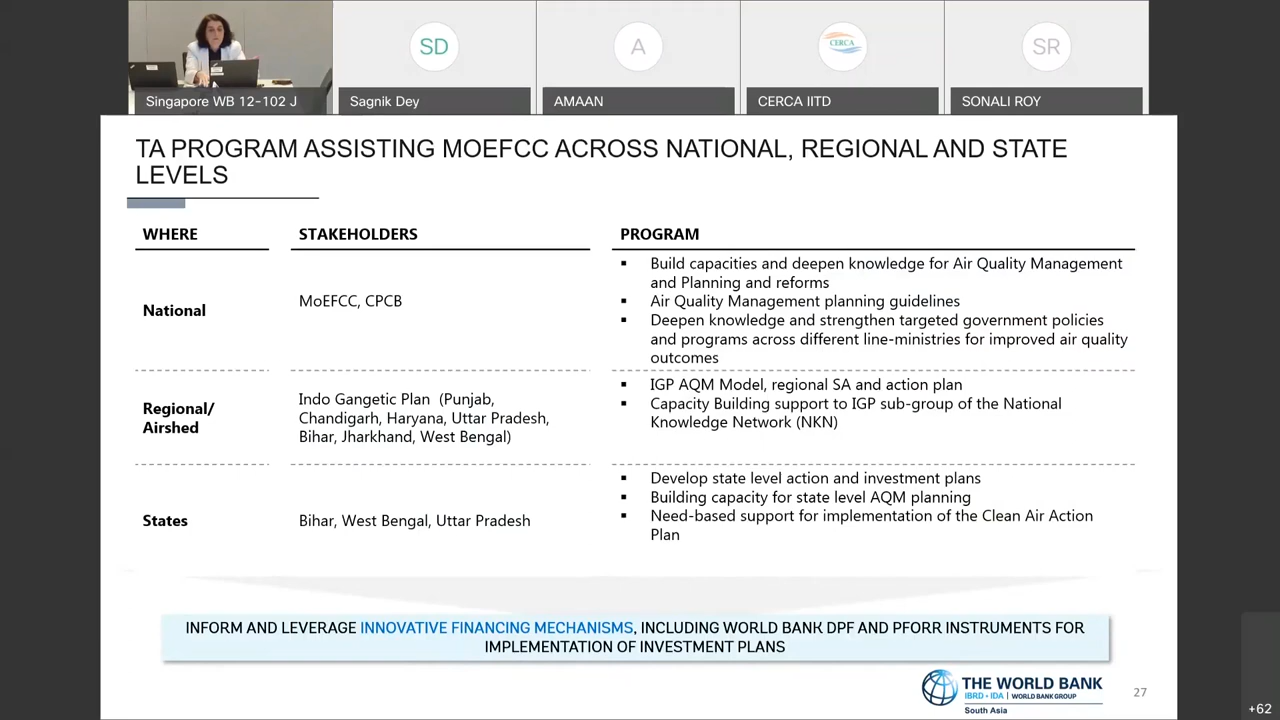 SD
A
CERCA
SR
Singapore WB 12-102 J
Sagnik Dey
AMAAN
CERCA IITD
SONALI ROY
TA PROGRAM ASSISTING MOEFCC ACROSS NATIONAL, REGIONAL AND STATE
LEVELS
WHERE
STAKEHOLDERS
PROGRAM
National
MoEFCC, CPCB
▪ Build capacities and deepen knowledge for Air Quality Management
and Planning and reforms
▪ Air Quality Management planning guidelines
▪ Deepen knowledge and strengthen targeted government policies
and programs across different line-ministries for improved air quality
outcomes
Regional/
Airshed
Indo Gangetic Plan (Punjab,
Chandigarh, Haryana, Uttar Pradesh,
Bihar, Jharkhand, West Bengal)
▪ IGP AQM Model, regional SA and action plan
▪ Capacity Building support to IGP sub-group of the National
Knowledge Network (NKN)
States
Bihar, West Bengal, Uttar Pradesh
▪ Develop state level action and investment plans
▪ Building capacity for state level AQM planning
▪ Need-based support for implementation of the Clean Air Action
Plan
INFORM AND LEVERAGE INNOVATIVE FINANCING MECHANISMS, INCLUDING WORLD BANK DPF AND PFORR INSTRUMENTS FOR
IMPLEMENTATION OF INVESTMENT PLANS
THE WORLD BANK
IBRD • IDA | WORLD BANK GROUP
South Asia
27
+62